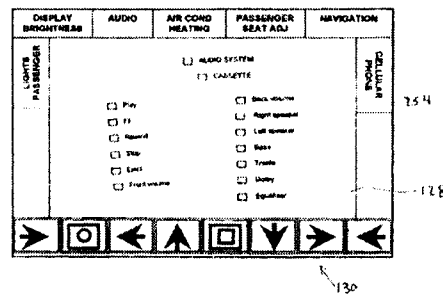 DISPLAY BRIGHTNESS
AUDIO
AIR COND HEATING
PASSENGER SEAT ADJ
NAVIGATION
LIGHTS PASSENGER
CELLULAR PHONE
AUDIO SYSTEM
CASSETTE
Play
FF
Rewind
Stop
Eject
Front volume
Back volume
Right speaker
Left speaker
Bass
Treble
Dolby
Equalizer
234
128
130